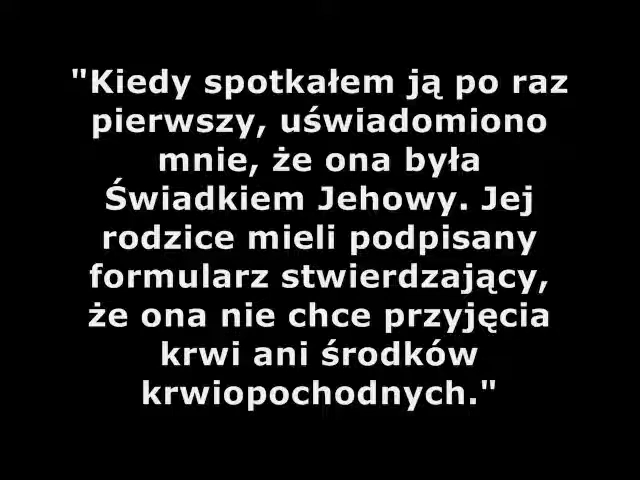 "Kiedy spotkałem ją po raz
pierwszy, uświadomiono
mnie, że ona była
Świadkiem Jehowy. Jej
rodzice mieli podpisany
formularz stwierdzający,
że ona nie chce przyjęcia
krwi ani środków
krwiopochodnych."